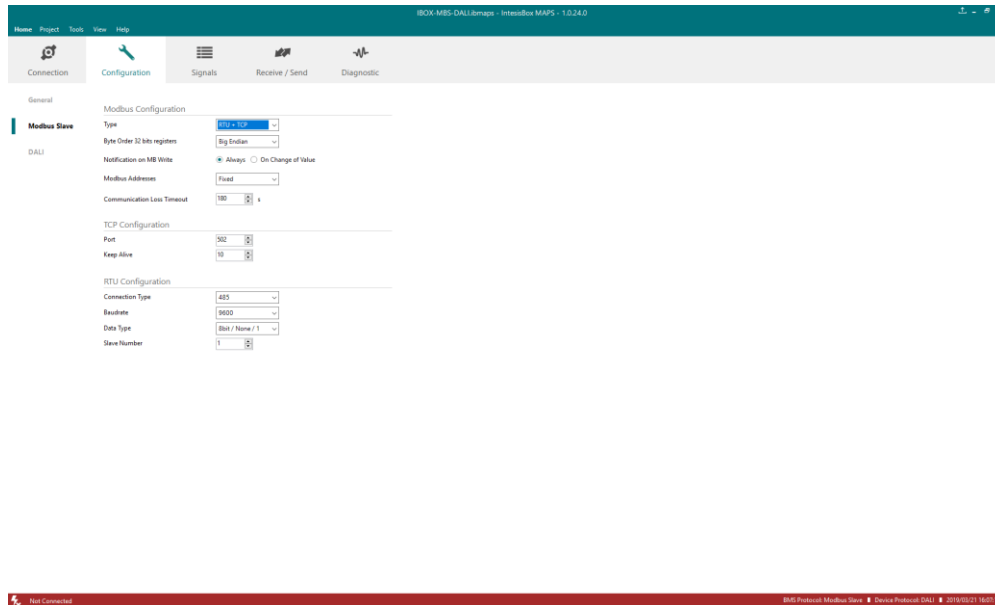 IBOX-MBS-DALI.ibmaps - IntesisBox MAPS - 1.0.24.0
Home Project Tools View Help
Connection Configuration Signals Receive / Send Diagnostic
General
Modbus Slave
DALI
Modbus Configuration
Type RTU + TCP
Byte Order 32 bits registers Big Endian
Notification on MB Write Always On Change of Value
Modbus Addresses Fixed
Communication Loss Timeout 180 s
TCP Configuration
Port 502
Keep Alive 10
RTU Configuration
Connection Type 485
Baudrate 9600
Data Type 8bit / None / 1
Slave Number 1
Not Connected BMS Protocol: Modbus Slave Device Protocol: DALI 2019/03/21 16:07: